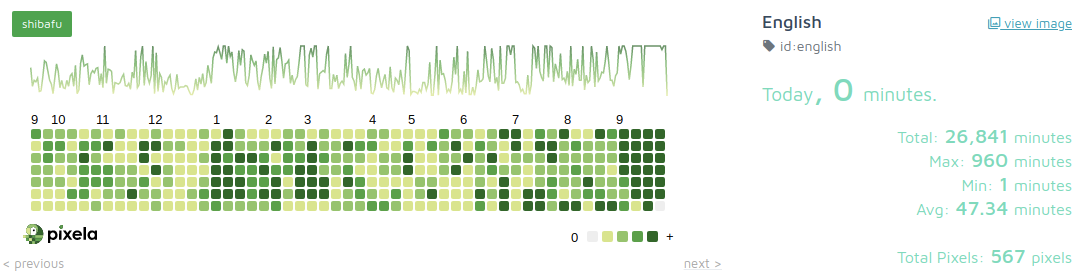 shibafu
9 10 11 12 1 2 3 4 5 6 7 8 9
pixela
0 +
< previous
next >
English
view image
id:english
Today, 0 minutes.
Total: 26,841 minutes
Max: 960 minutes
Min: 1 minutes
Avg: 47.34 minutes
Total Pixels: 567 pixels